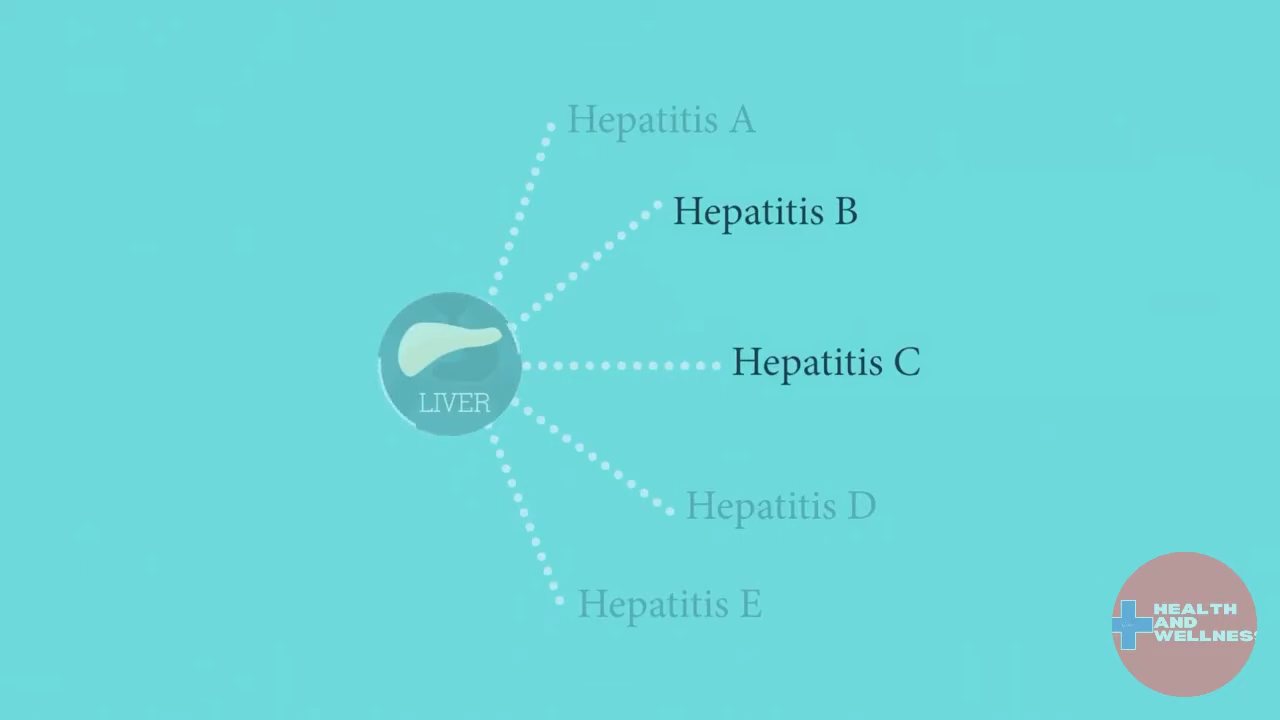 Hepatitis A
Hepatitis B
Hepatitis C
LIVER
Hepatitis D
Hepatitis E
HEALTH
AND
WELLNESS